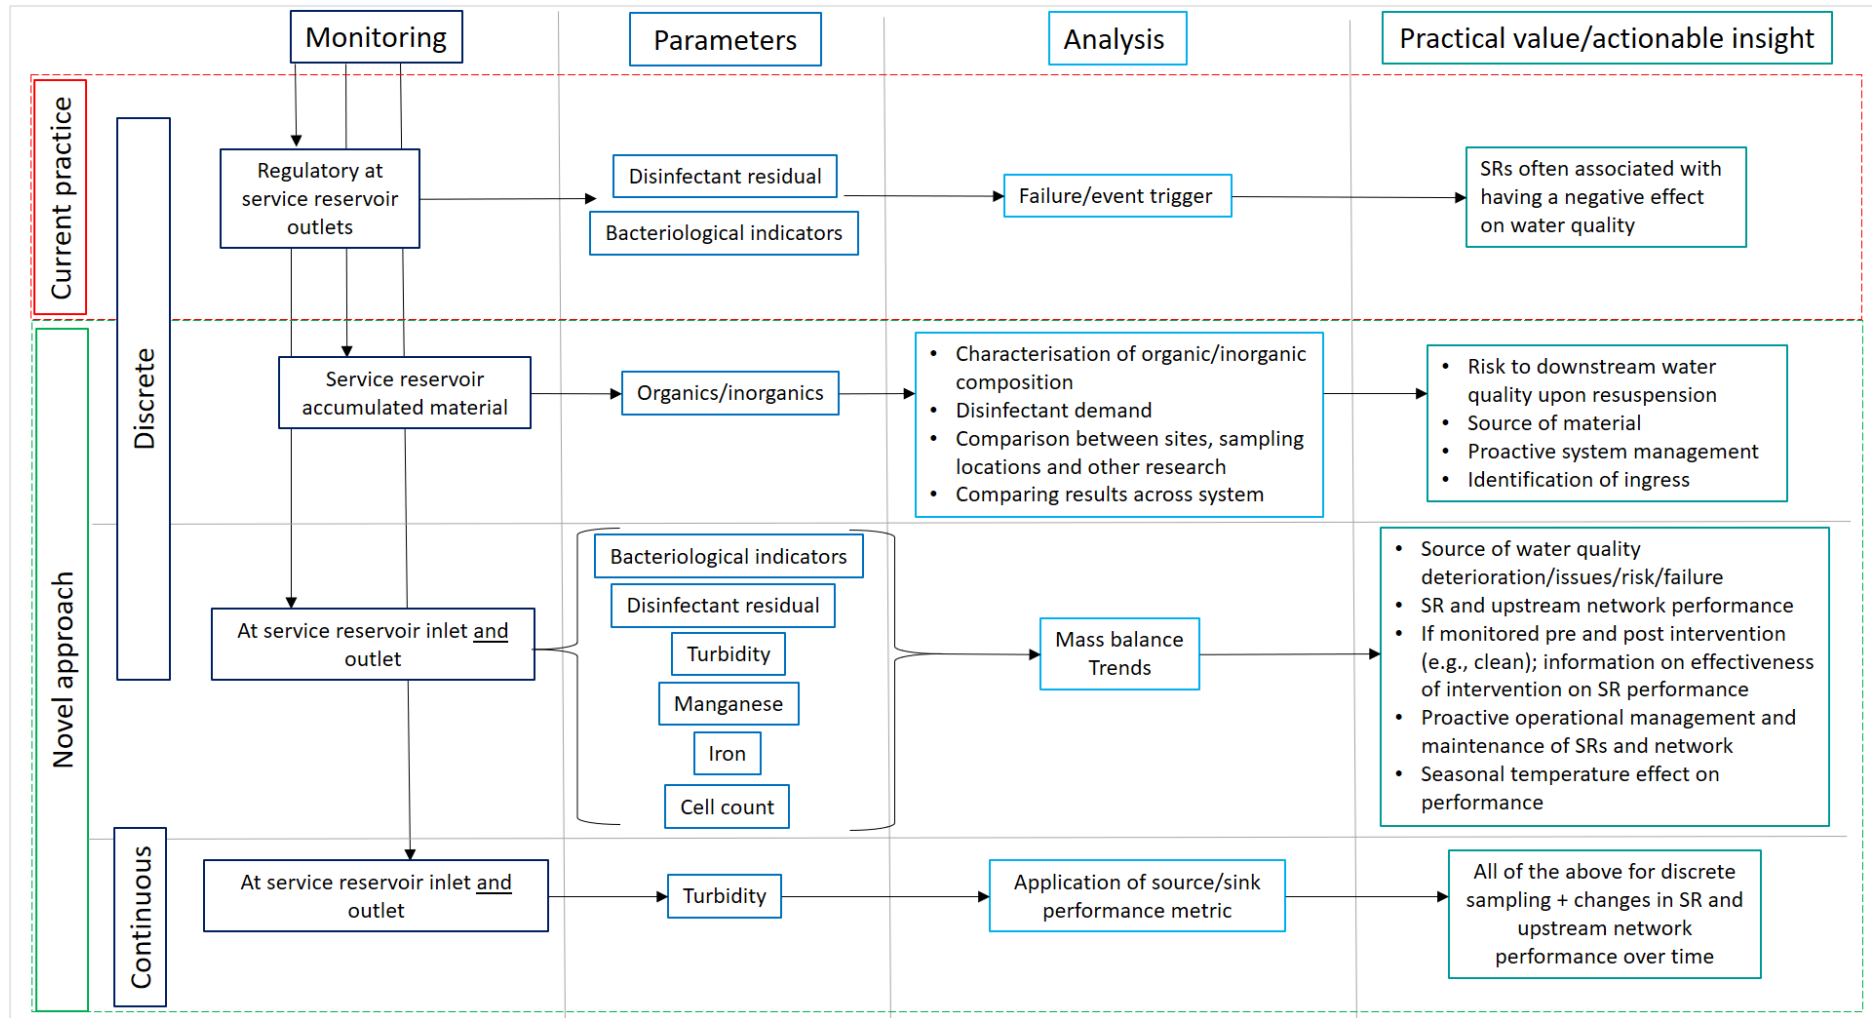 Monitoring
Parameters
Analysis
Practical value/actionable insight
Current practice
Discrete
Regulatory at
service reservoir
outlets
Disinfectant residual
Bacteriological indicators
Failure/event trigger
SRs often associated with
having a negative effect
on water quality
Novel approach
Service reservoir
accumulated material
Organics/inorganics
• Characterisation of organic/inorganic
composition
• Disinfectant demand
• Comparison between sites, sampling
locations and other research
• Comparing results across system
• Risk to downstream water
quality upon resuspension
• Source of material
• Proactive system management
• Identification of ingress
At service reservoir inlet and
outlet
Bacteriological indicators
Disinfectant residual
Turbidity
Manganese
Iron
Cell count
Mass balance
Trends
• Source of water quality
deterioration/issues/risk/failure
• SR and upstream network performance
• If monitored pre and post intervention
(e.g., clean); information on effectiveness
of intervention on SR performance
• Proactive operational management and
maintenance of SRs and network
• Seasonal temperature effect on
performance
Continuous
At service reservoir inlet and
outlet
Turbidity
Application of source/sink
performance metric
All of the above for discrete
sampling + changes in SR and
upstream network
performance over time